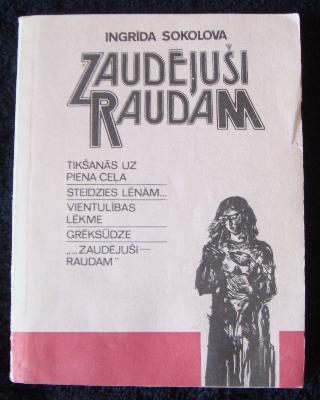 INGRĪDA SOKOLOVA
ZAUDĒJUŠI
RAUDAM
TIKŠANĀS UZ
PIENA CEĻA
STEIDZIES LĒNĀM...
VIENTULĪBAS
LĒKME
GRĒKSŪDZE
"„ZAUDĒJUŠI—
RAUDAM"